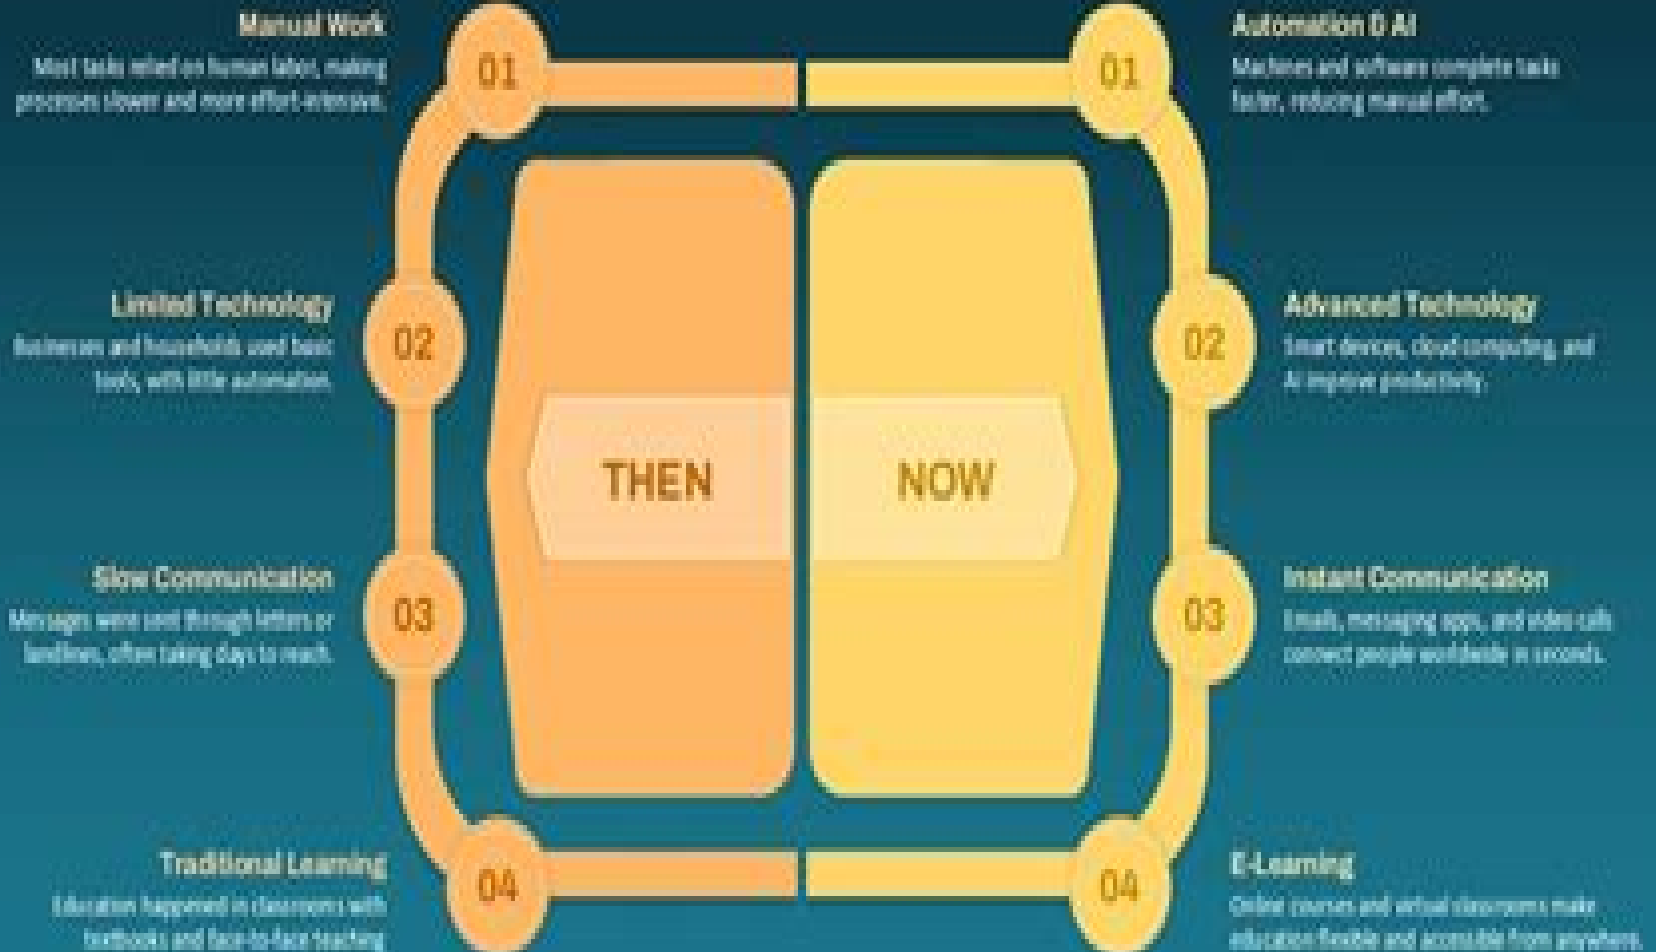 Manual Work
Most tasks relied on human labor, making
processes slower and more effort-intensive.
01
Limited Technology
Businesses and households used basic
tools, with little automation.
02
Slow Communication
Messages were sent through letters or
landlines, often taking days to reach.
03
Traditional Learning
Education happened in classrooms with
textbooks and face-to-face teaching
04
THEN
NOW
01
Automation & AI
Machines and software complete tasks
faster, reducing manual effort.
02
Advanced Technology
Smart devices, cloud computing, and
AI improve productivity.
03
Instant Communication
Emails, messaging apps, and video calls
connect people worldwide in seconds.
04
E-Learning
Online courses and virtual classrooms make
education flexible and accessible from anywhere.